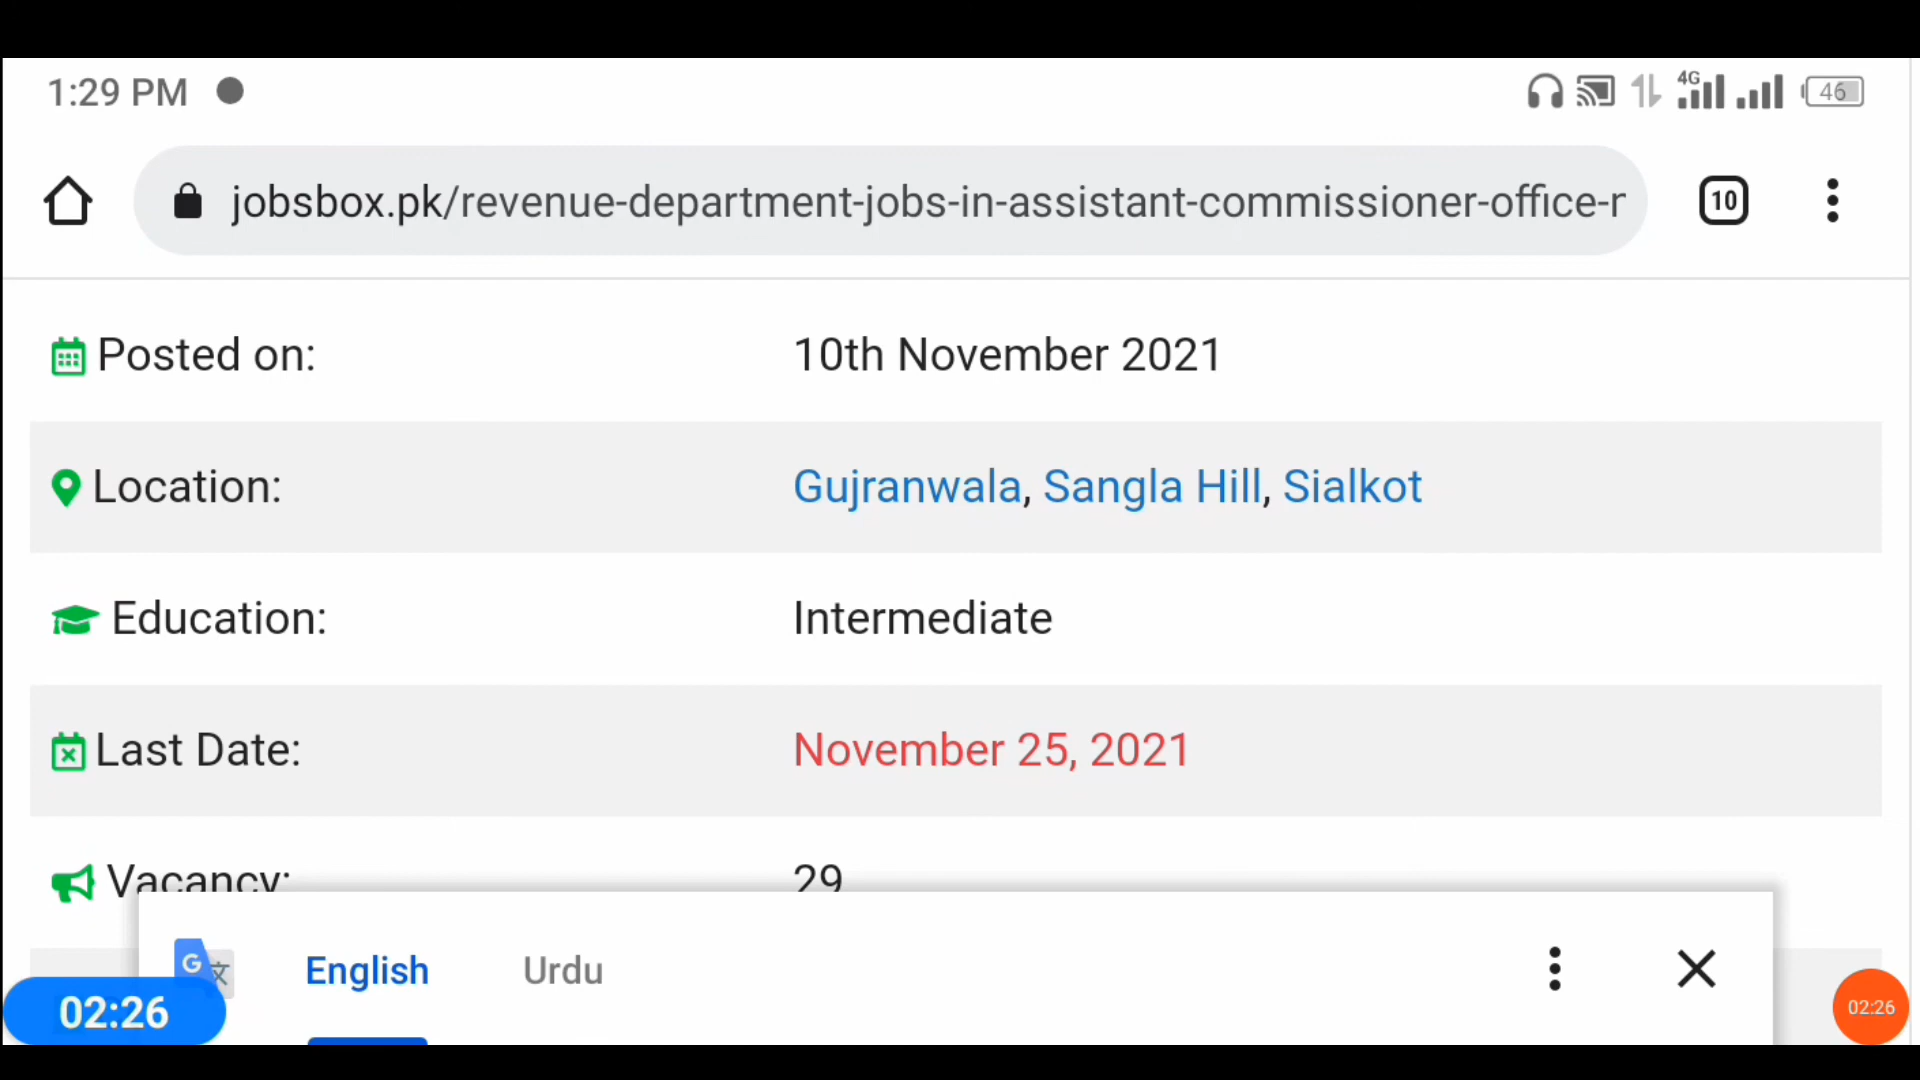 1:29 PM 4G 46
jobsbox.pk/revenue-department-jobs-in-assistant-commissioner-office-r 10
Posted on: 10th November 2021
Location: Gujranwala, Sangla Hill, Sialkot
Education: Intermediate
Last Date: November 25, 2021
Vacancy: 29
G 文 English Urdu
02:26 02:26